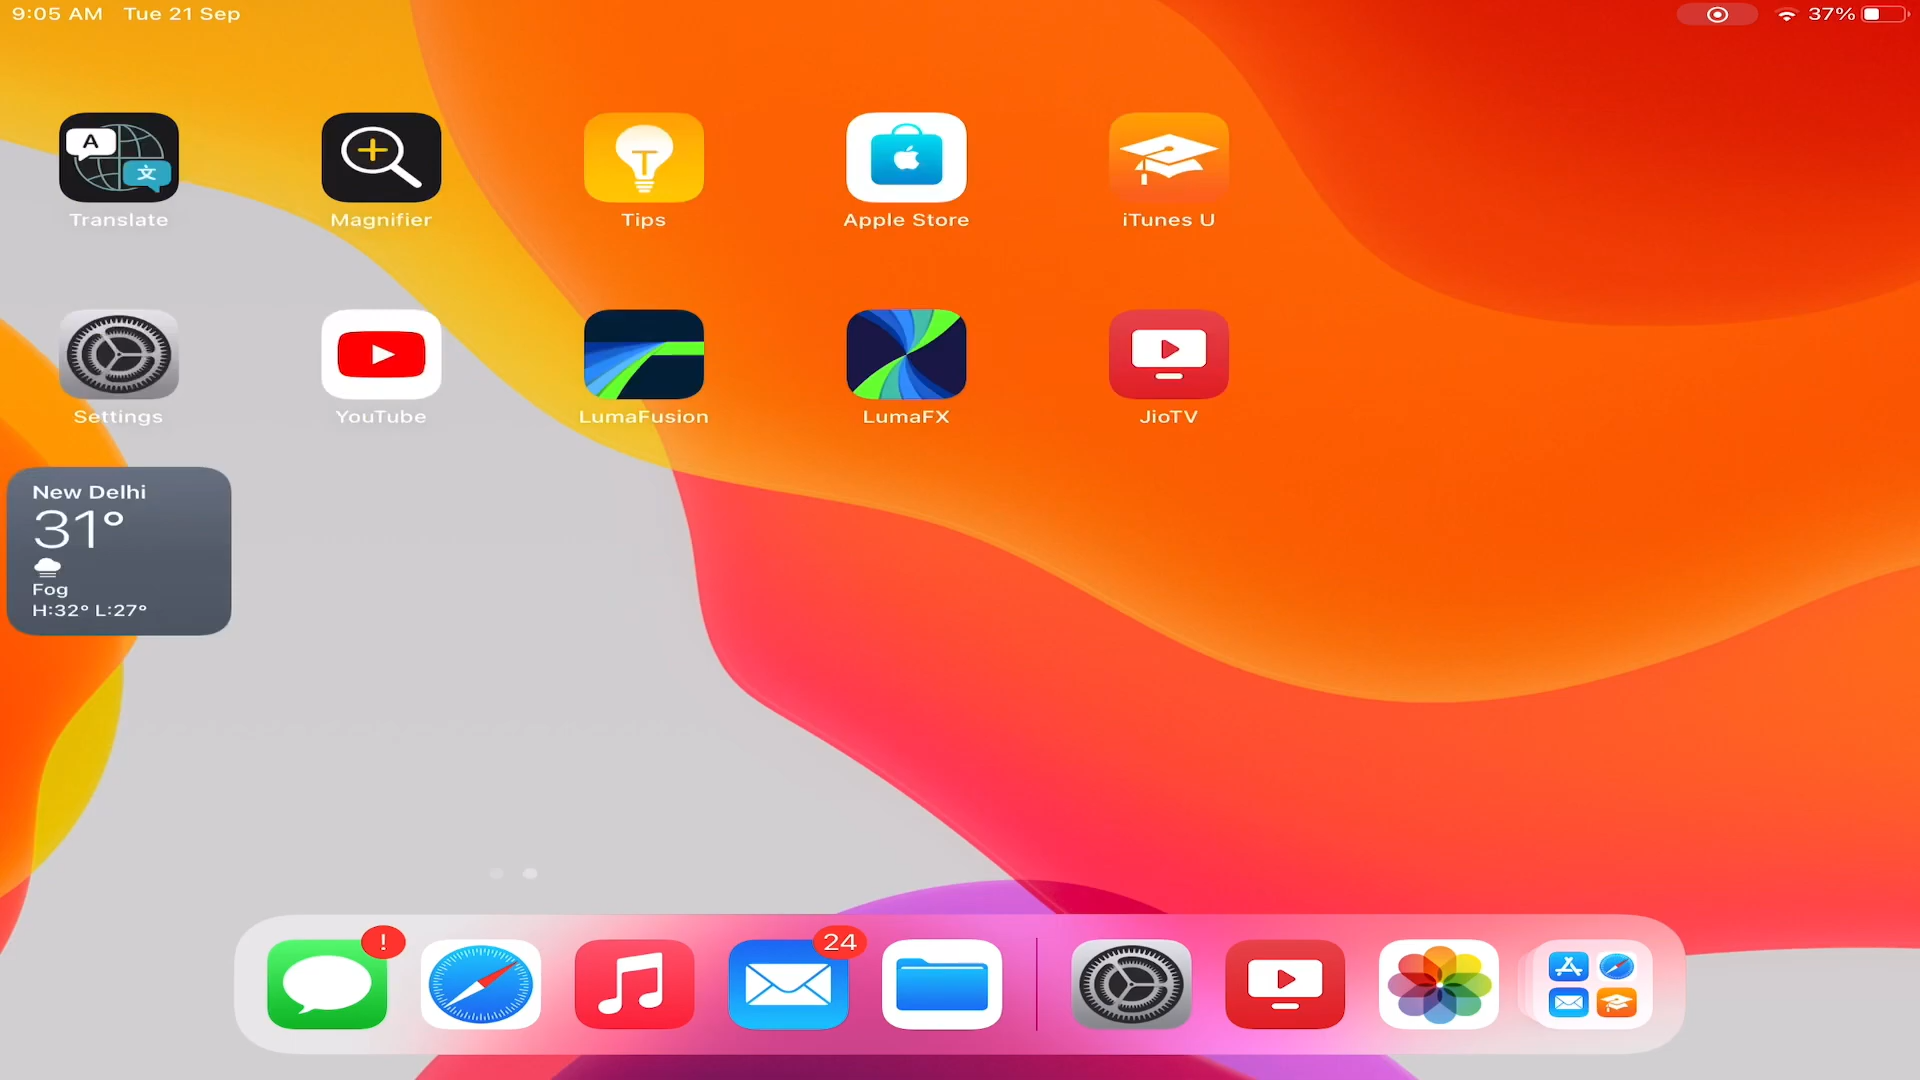 9:05 AM Tue 21 Sep
37%
A
文
Translate
Magnifier
Tips
Apple Store
iTunes U
Settings
YouTube
LumaFusion
LumaFX
JioTV
New Delhi
31°
Fog
H:32° L:27°
!
24